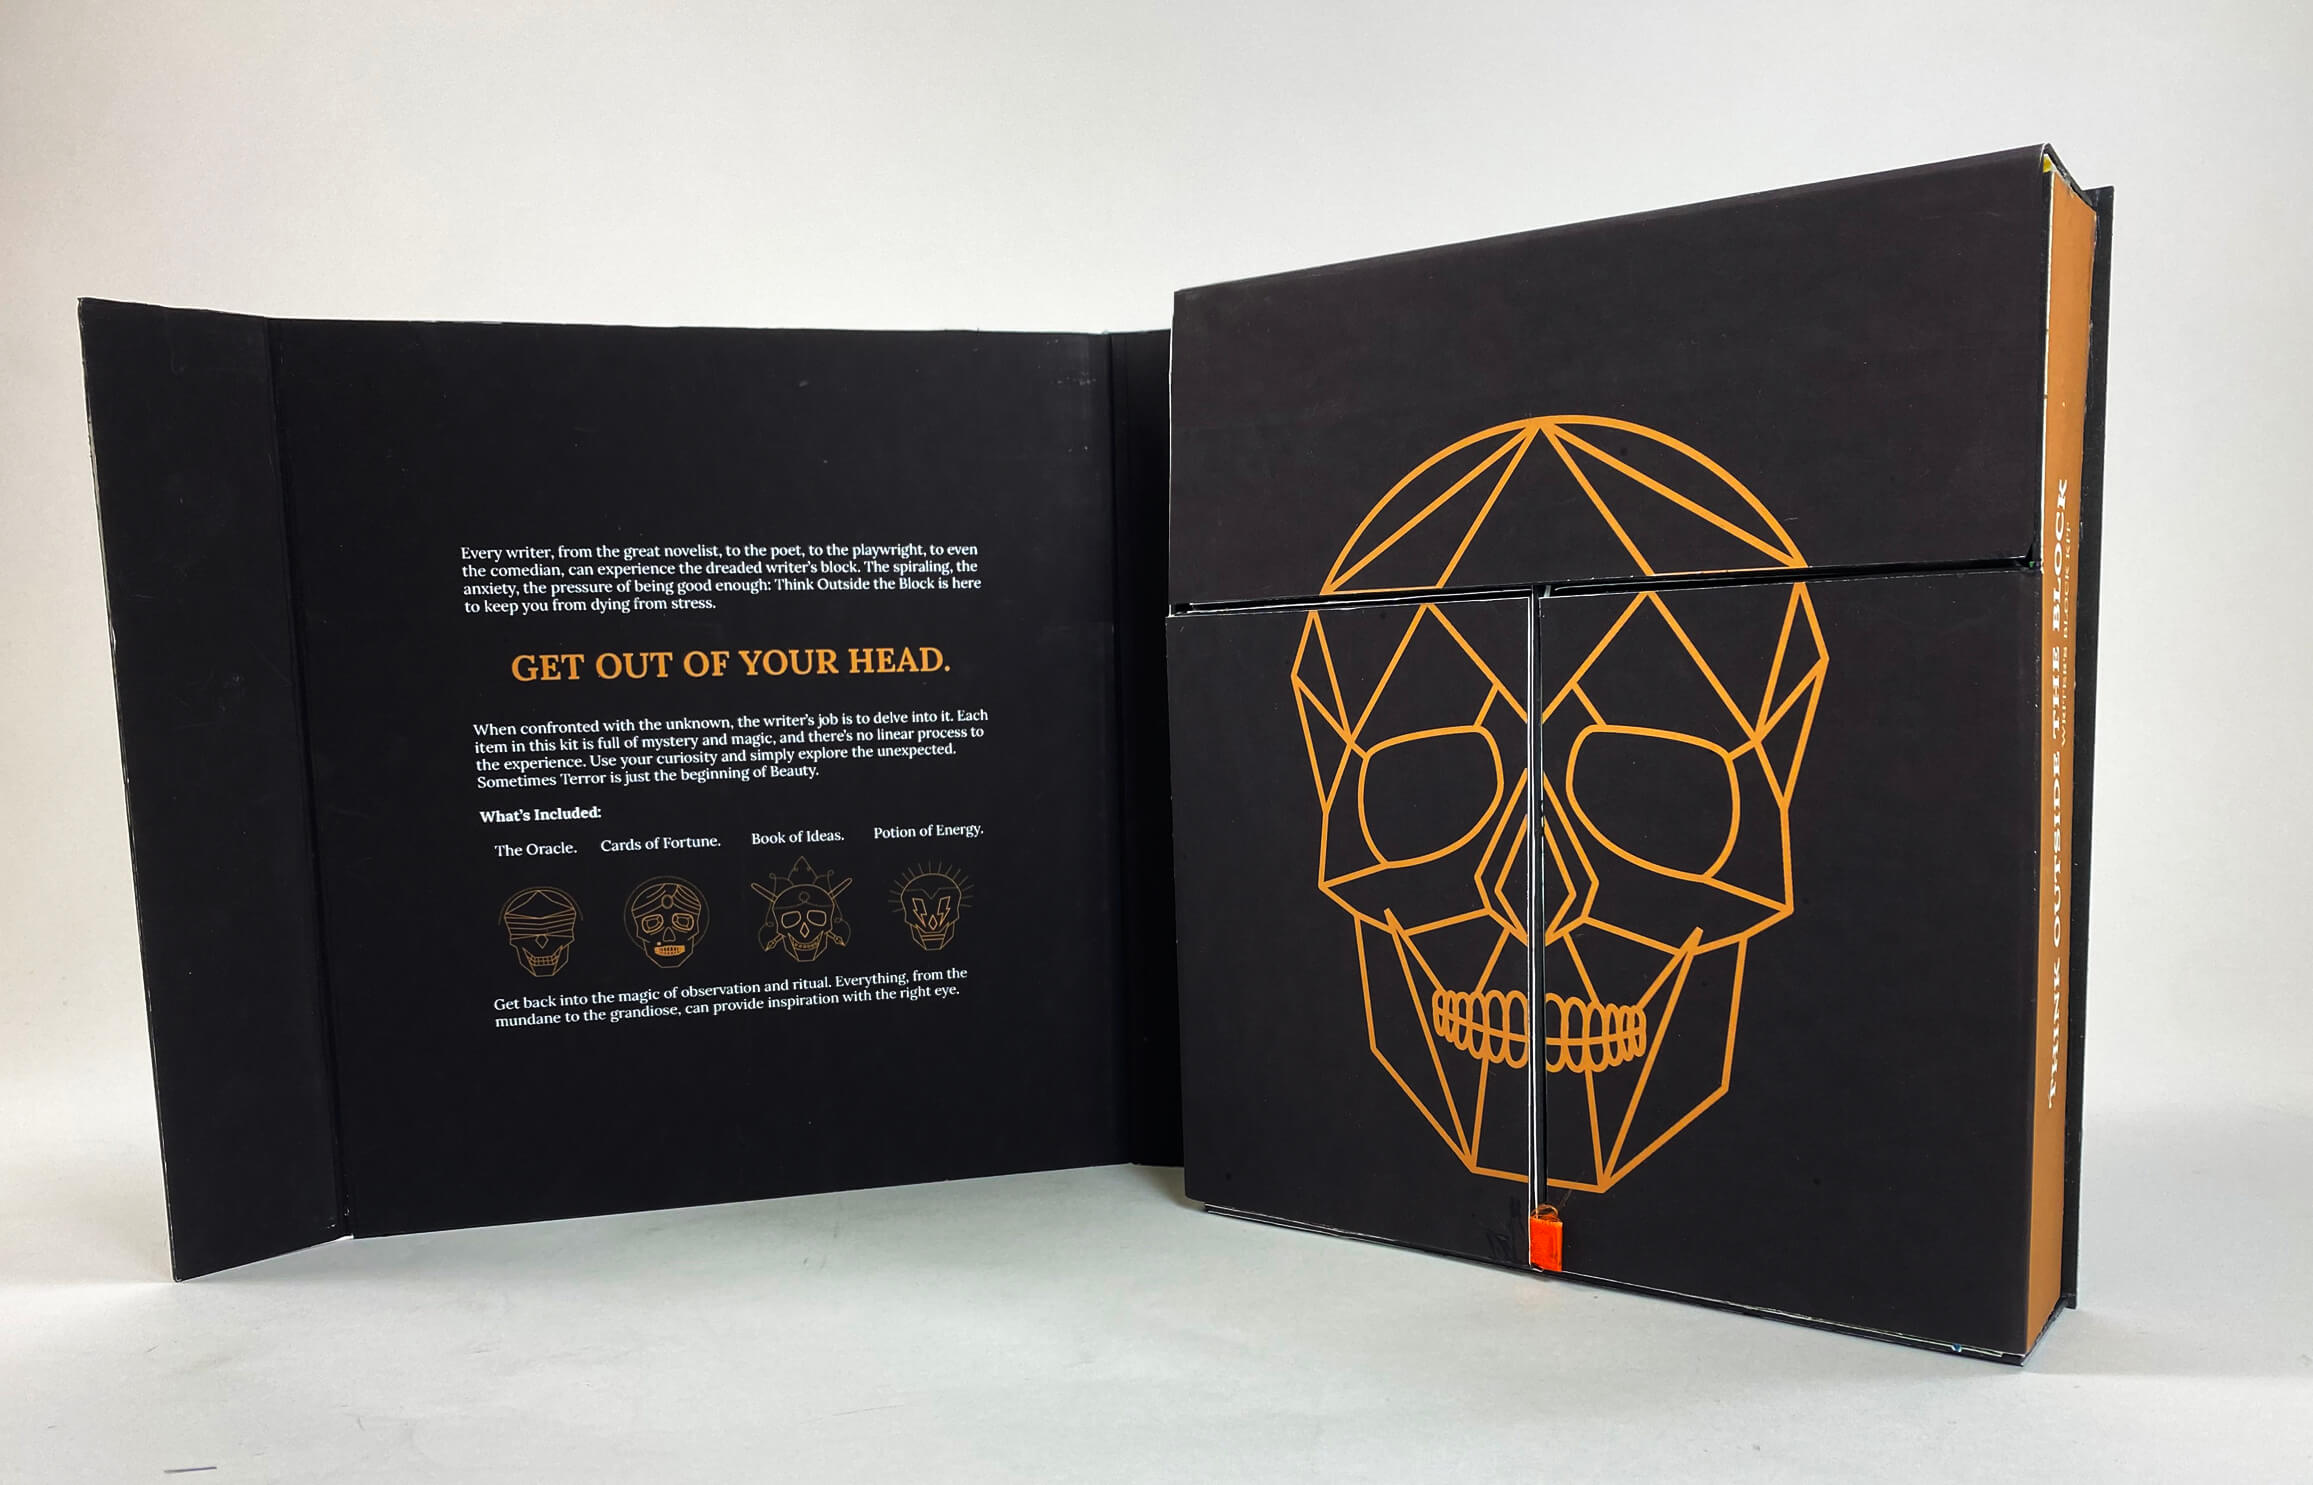 Every writer, from the great novelist, to the poet, to the playwright, to even
the comedian, can experience the dreaded writer's block. The spiraling, the
anxiety, the pressure of being good enough: Think Outside the Block is here
to keep you from dying from stress.
GET OUT OF YOUR HEAD.
When confronted with the unknown, the writer's job is to delve into it. Each
item in this kit is full of mystery and magic, and there's no linear process to
the experience. Use your curiosity and simply explore the unexpected.
Sometimes Terror is just the beginning of Beauty.
What's Included:
The Oracle. Cards of Fortune. Book of Ideas. Potion of Energy.
Get back into the magic of observation and ritual. Everything, from the
mundane to the grandiose, can provide inspiration with the right eye.
THINK OUTSIDE THE BLOCK
WRITER'S BLOCK KIT